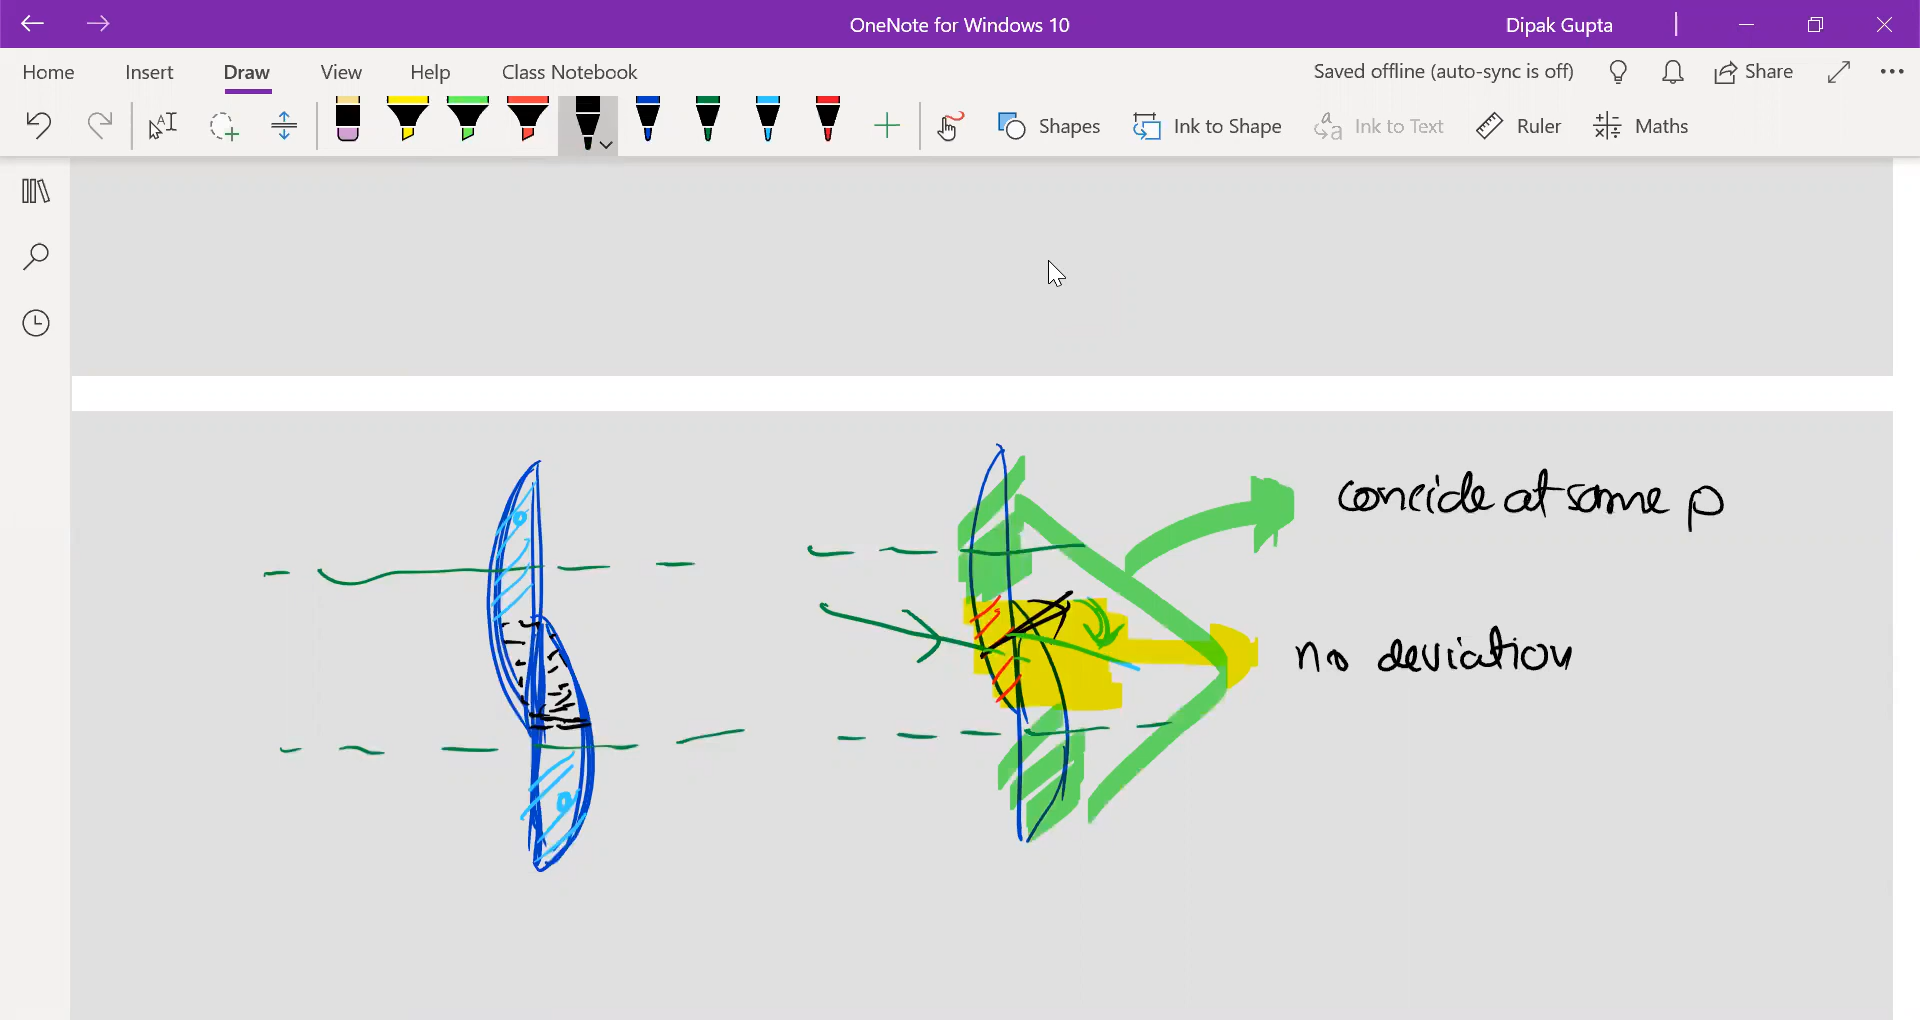 OneNote for Windows 10
Dipak Gupta
Home Insert Draw View Help Class Notebook
Saved offline (auto-sync is off)
Share
Shapes
Ink to Shape
Ink to Text
Ruler
Maths
concide at same p
no deviation